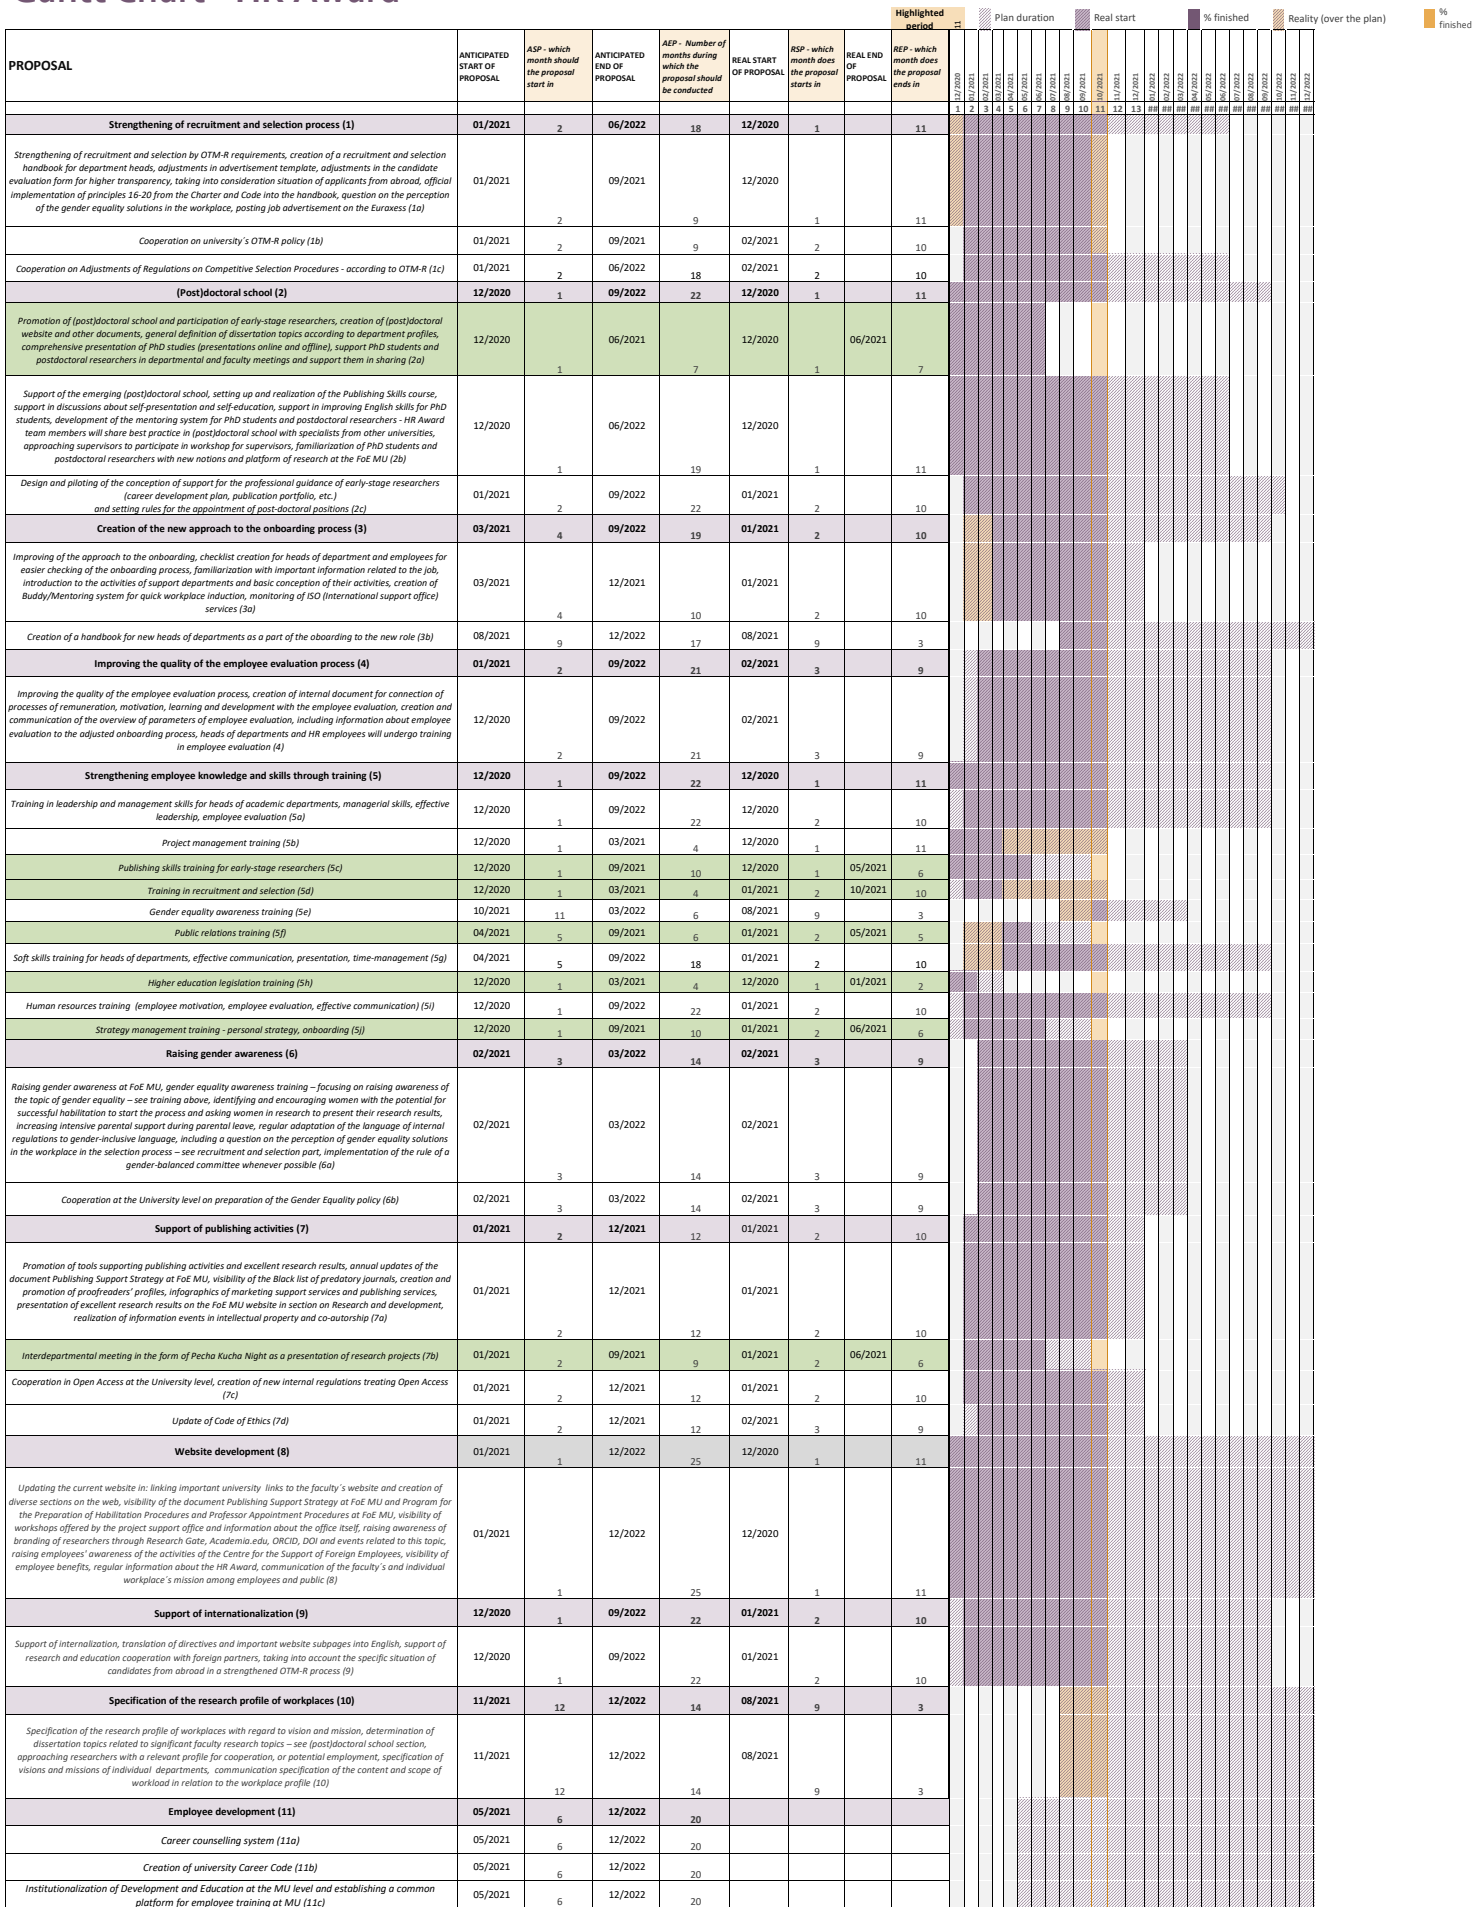 Gantt Chart - HR Award
Highlighted period
11
Plan duration
Real start
% finished
Reality (over the plan)
% finished
PROPOSAL
ANTICIPATED START OF PROPOSAL
ASP - which month should the proposal start in
ANTICIPATED END OF PROPOSAL
AEP - Number of months during which the proposal should be conducted
REAL START OF PROPOSAL
RSP - which month does the proposal starts in
REAL END OF PROPOSAL
REP - which month does the proposal ends in
12/2020 01/2021 02/2021 03/2021 04/2021 05/2021 06/2021 07/2021 08/2021 09/2021 10/2021 11/2021 12/2021 01/2022 02/2022 03/2022 04/2022 05/2022 06/2022 07/2022 08/2022 09/2022 10/2022 11/2022 12/2022
1 2 3 4 5 6 7 8 9 10 11 12 13 ## ## ## ## ## ## ## ## ## ## ## ##
Strengthening of recruitment and selection process (1) 01/2021 2 06/2022 18 12/2020 1 11
Strengthening of recruitment and selection by OTM-R requirements, creation of a recruitment and selection
handbook for department heads, adjustments in advertisement template, adjustments in the candidate
evaluation form for higher transparency, taking into consideration situation of applicants from abroad, official
implementation of principles 16-20 from the Charter and Code into the handbook, question on the perception
of the gender equality solutions in the workplace, posting job advertisement on the Euraxess (1a)
01/2021 2 09/2021 9 12/2020 1 11
Cooperation on university´s OTM-R policy (1b) 01/2021 2 09/2021 9 02/2021 2 10
Cooperation on Adjustments of Regulations on Competitive Selection Procedures - according to OTM-R (1c) 01/2021 2 06/2022 18 02/2021 2 10
(Post)doctoral school (2) 12/2020 1 09/2022 22 12/2020 1 11
Promotion of (post)doctoral school and participation of early-stage researchers, creation of (post)doctoral
website and other documents, general definition of dissertation topics according to department profiles,
comprehensive presentation of PhD studies (presentations online and offline), support PhD students and
postdoctoral researchers in departmental and faculty meetings and support them in sharing (2a)
12/2020 1 06/2021 7 12/2020 1 06/2021 7
Support of the emerging (post)doctoral school, setting up and realization of the Publishing Skills course,
support in discussions about self-presentation and self-education, support in improving English skills for PhD
students, development of the mentoring system for PhD students and postdoctoral researchers - HR Award
team members will share best practice in (post)doctoral school with specialists from other universities,
approaching supervisors to participate in workshop for supervisors, familiarization of PhD students and
postdoctoral researchers with new notions and platform of research at the FoE MU (2b)
12/2020 1 06/2022 19 12/2020 1 11
Design and piloting of the conception of support for the professional guidance of early-stage researchers
(career development plan, publication portfolio, etc.)
and setting rules for the appointment of post-doctoral positions (2c)
01/2021 2 09/2022 22 01/2021 2 10
Creation of the new approach to the onboarding process (3) 03/2021 4 09/2022 19 01/2021 2 10
Improving of the approach to the onboarding, checklist creation for heads of department and employees for
easier checking of the onboarding process, familiarization with important information related to the job,
introduction to the activities of support departments and basic conception of their activities, creation of
Buddy/Mentoring system for quick workplace induction, monitoring of ISO (International support office)
services (3a)
03/2021 4 12/2021 10 01/2021 2 10
Creation of a handbook for new heads of departments as a part of the oboarding to the new role (3b) 08/2021 9 12/2022 17 08/2021 9 3
Improving the quality of the employee evaluation process (4) 01/2021 2 09/2022 21 02/2021 3 9
Improving the quality of the employee evaluation process, creation of internal document for connection of
processes of remuneration, motivation, learning and development with the employee evaluation, creation and
communication of the overview of parameters of employee evaluation, including information about employee
evaluation to the adjusted onboarding process, heads of departments and HR employees will undergo training
in employee evaluation (4)
12/2020 2 09/2022 21 02/2021 3 9
Strengthening employee knowledge and skills through training (5) 12/2020 1 09/2022 22 12/2020 1 11
Training in leadership and management skills for heads of academic departments, managerial skills, effective
leadership, employee evaluation (5a)
12/2020 1 09/2022 22 12/2020 2 10
Project management training (5b) 12/2020 1 03/2021 4 12/2020 1 11
Publishing skills training for early-stage researchers (5c) 12/2020 1 09/2021 10 12/2020 1 05/2021 6
Training in recruitment and selection (5d) 12/2020 1 03/2021 4 01/2021 2 10/2021 10
Gender equality awareness training (5e) 10/2021 11 03/2022 6 08/2021 9 3
Public relations training (5f) 04/2021 5 09/2021 6 01/2021 2 05/2021 5
Soft skills training for heads of departments, effective communication, presentation, time-management (5g) 04/2021 5 09/2022 18 01/2021 2 10
Higher education legislation training (5h) 12/2020 1 03/2021 4 12/2020 1 01/2021 2
Human resources training  (employee motivation, employee evaluation, effective communication) (5i) 12/2020 1 09/2022 22 01/2021 2 10
Strategy management training - personal strategy, onboarding (5j) 12/2020 1 09/2021 10 01/2021 2 06/2021 6
Raising gender awareness (6) 02/2021 3 03/2022 14 02/2021 3 9
Raising gender awareness at FoE MU, gender equality awareness training – focusing on raising awareness of
the topic of gender equality – see training above, identifying and encouraging women with the potential for
successful habilitation to start the process and asking women in research to present their research results,
increasing intensive parental support during parental leave, regular adaptation of the language of internal
regulations to gender-inclusive language, including a question on the perception of gender equality solutions
in the workplace in the selection process – see recruitment and selection part, implementation of the rule of a
gender-balanced committee whenever possible (6a)
02/2021 3 03/2022 14 02/2021 3 9
Cooperation at the University level on preparation of the Gender Equality policy (6b) 02/2021 3 03/2022 14 02/2021 3 9
Support of publishing activities (7) 01/2021 2 12/2021 12 01/2021 2 10
Promotion of tools supporting publishing activities and excellent research results, annual updates of the
document Publishing Support Strategy at FoE MU, visibility of the Black list of predatory journals, creation and
promotion of proofreaders’ profiles, infographics of marketing support services and publishing services,
presentation of excellent research results on the FoE MU website in section on Research and development,
realization of information events in intellectual property and co-autorship (7a)
01/2021 2 12/2021 12 01/2021 2 10
Interdepartmental meeting in the form of Pecha Kucha Night as a presentation of research projects (7b) 01/2021 2 09/2021 9 01/2021 2 06/2021 6
Cooperation in Open Access at the University level, creation of new internal regulations treating Open Access
(7c)
01/2021 2 12/2021 12 01/2021 2 10
Update of Code of Ethics (7d) 01/2021 2 12/2021 12 02/2021 3 9
Website development (8) 01/2021 1 12/2022 25 12/2020 1 11
Updating the current website in: linking important university  links to the faculty´s website and creation of
diverse sections on the web, visibility of the document Publishing Support Strategy at FoE MU and Program for
the Preparation of Habilitation Procedures and Professor Appointment Procedures at FoE MU, visibility of
workshops offered by the project support office and information about the office itself, raising awareness of
branding of researchers through Research Gate, Academia.edu, ORCID, DOI and events related to this topic,
raising employees' awareness of the activities of the Centre for the Support of Foreign Employees, visibility of
employee benefits, regular information about the HR Award, communication of the faculty´s and individual
workplace´s mission among employees and public (8)
01/2021 1 12/2022 25 12/2020 1 11
Support of internationalization (9) 12/2020 1 09/2022 22 01/2021 2 10
Support of internalization, translation of directives and important website subpages into English, support of
research and education cooperation with foreign partners, taking into account the specific situation of
candidates from abroad in a strengthened OTM-R process (9)
12/2020 1 09/2022 22 01/2021 2 10
Specification of the research profile of workplaces (10) 11/2021 12 12/2022 14 08/2021 9 3
Specification of the research profile of workplaces with regard to vision and mission, determination of
dissertation topics related to significant faculty research topics – see (post)doctoral school section,
approaching researchers with a relevant profile for cooperation, or potential employment, specification of
visions and missions of individual  departments,  communication specification of the content and scope of
workload in relation to the workplace profile (10)
11/2021 12 12/2022 14 08/2021 9 3
Employee development (11) 05/2021 6 12/2022 20
Career counselling system (11a) 05/2021 6 12/2022 20
Creation of university Career Code (11b) 05/2021 6 12/2022 20
Institutionalization of Development and Education at the MU level and establishing a common
platform for employee training at MU (11c)
05/2021 6 12/2022 20